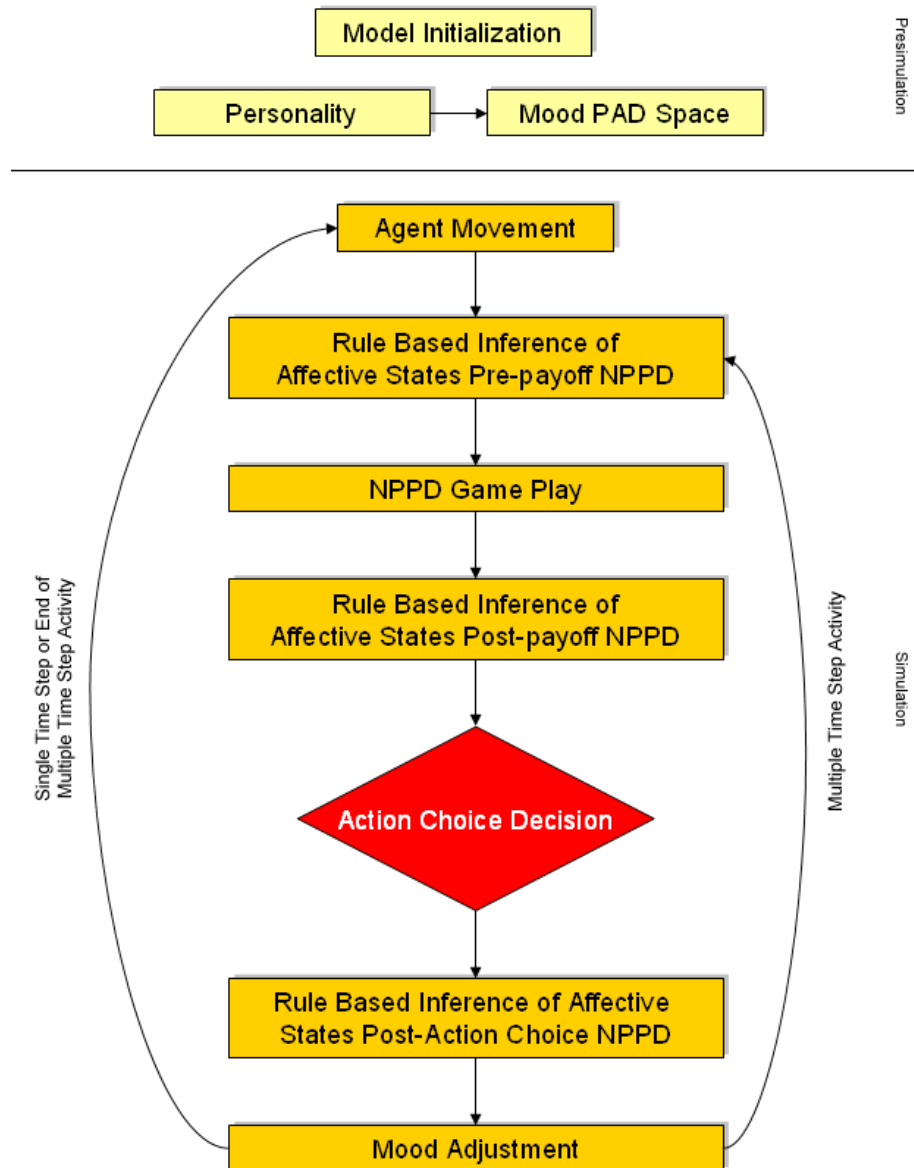 Model Initialization
Presimulation
Personality
Mood PAD Space
Agent Movement
Rule Based Inference of
Affective States Pre-payoff NPPD
NPPD Game Play
Rule Based Inference of
Affective States Post-payoff NPPD
Single Time Step or End of
Multiple Time Step Activity
Multiple Time Step Activity
Simulation
Action Choice Decision
Rule Based Inference of Affective
States Post-Action Choice NPPD
Mood Adjustment